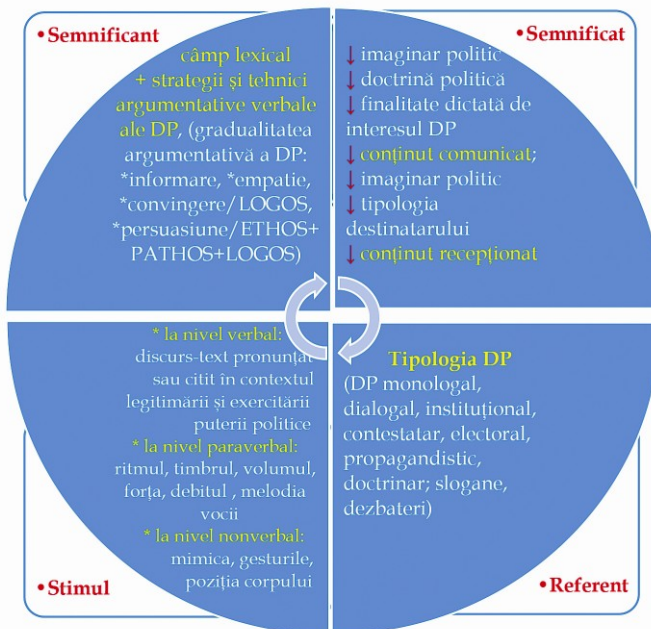 • Semnificant
câmp lexical
+ strategii și tehnici
argumentative verbale
ale DP, (gradualitatea
argumentativă a DP:
*informare, *empatie,
*convingere/LOGOS,
*persuasiune/ETHOS+
PATHOS+LOGOS)
• Semnificat
↓ imaginar politic
↓ doctrină politică
↓ finalitate dictată de
interesul DP
↓ conținut comunicat;
↓ imaginar politic
↓ tipologia
destinatarului
↓ conținut recepționat
* la nivel verbal:
discurs-text pronunțat
sau citit în contextul
legitimării și exercitării
puterii politice
* la nivel paraverbal:
ritmul, timbrul, volumul,
forța, debitul , melodia
vocii
* la nivel nonverbal:
mimica, gesturile,
poziția corpului
• Stimul
Tipologia DP
(DP monologal,
dialogal, instituțional,
contestatar, electoral,
propagandistic,
doctrinar; slogane,
dezbateri)
• Referent